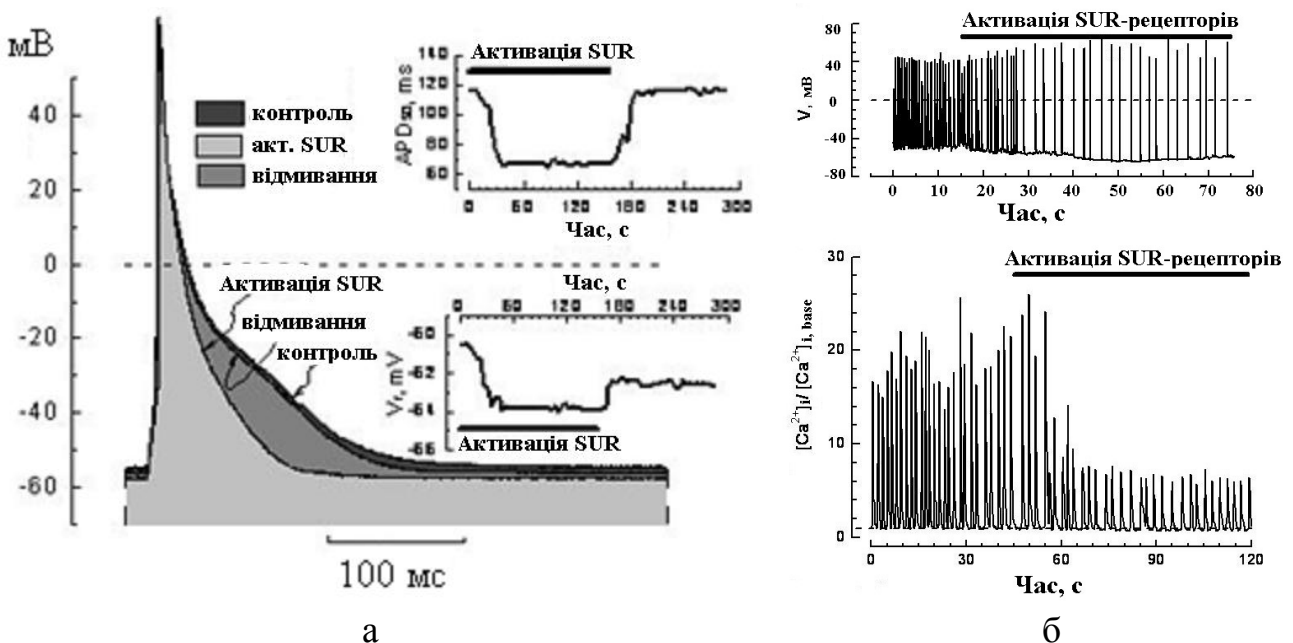 мВ
40
20
0
-20
-40
-60
контроль
акт. SUR
відмивання
Активація SUR
відмивання
контроль
100 мс
Активація SUR
140
120
100
80
60
0 60 120 180 240 300
Час, с
Час, с
0 60 120 180 240 300
-60
-62
-64
-66
Vr, mV
Активація SUR
а
Активація SUR-рецепторів
80
40
0
-40
-80
V, мВ
0 10 20 30 40 50 60 70 80
Час, с
Активація SUR-рецепторів
30
20
10
0
[Ca²⁺]i/ [Ca²⁺]i, base
0 30 60 90 120
Час, с
б